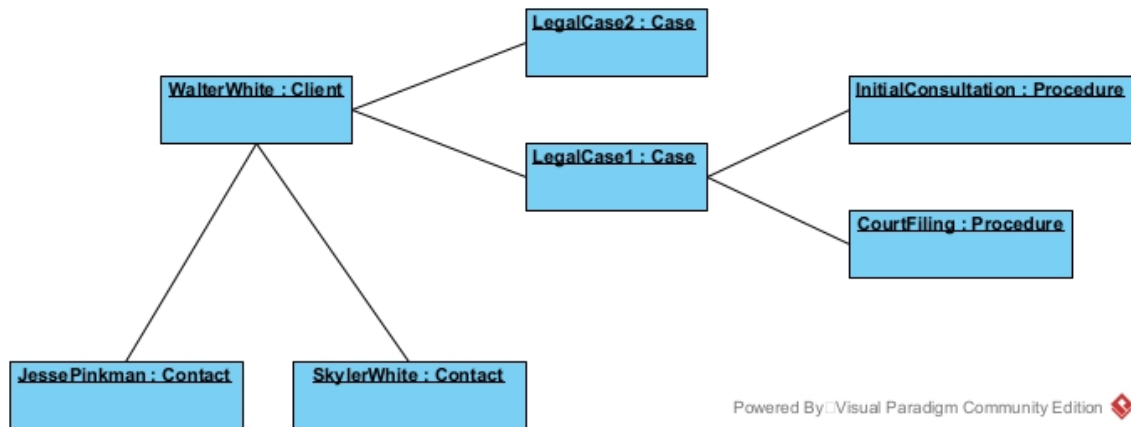 LegalCase2 : Case
WalterWhite : Client
InitialConsultation : Procedure
LegalCase1 : Case
CourtFiling : Procedure
JessePinkman : Contact
SkylerWhite : Contact
Powered By Visual Paradigm Community Edition